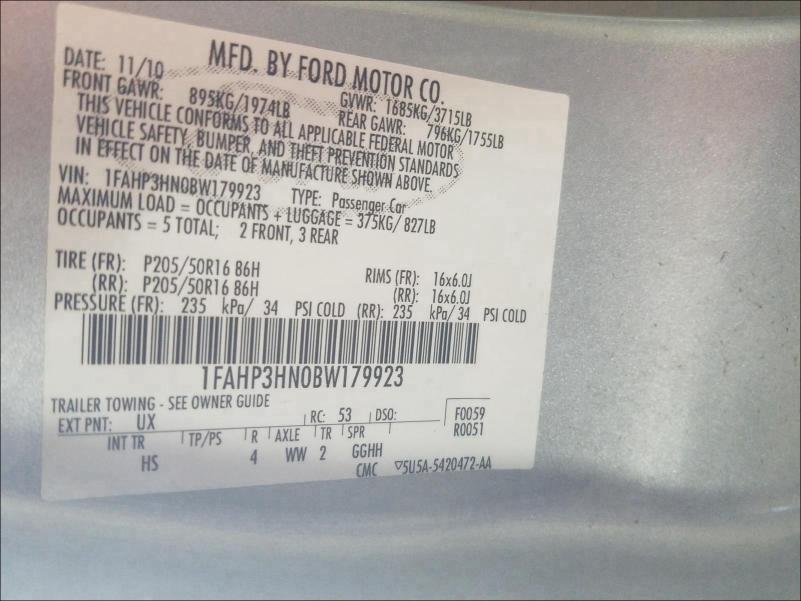 MFD. BY FORD MOTOR CO.
DATE: 11/10 GVWR: 1685KG/3715LB
FRONT GAWR: 895KG/1974LB REAR GAWR: 796KG/1755LB
THIS VEHICLE CONFORMS TO ALL APPLICABLE FEDERAL MOTOR
VEHICLE SAFETY, BUMPER, AND THEFT PREVENTION STANDARDS
IN EFFECT ON THE DATE OF MANUFACTURE SHOWN ABOVE.
VIN: 1FAHP3HN0BW179923 TYPE: Passenger Car
MAXIMUM LOAD = OCCUPANTS + LUGGAGE = 375KG/ 827LB
OCCUPANTS = 5 TOTAL; 2 FRONT, 3 REAR
TIRE (FR): P205/50R16 86H RIMS (FR): 16x6.0J
(RR): P205/50R16 86H (RR): 16x6.0J
PRESSURE (FR): 235 kPa/ 34 PSI COLD (RR): 235 kPa/ 34 PSI COLD
1FAHP3HN0BW179923
TRAILER TOWING - SEE OWNER GUIDE
EXT PNT: UX RC: 53 DSO: F0059
R0051
INT TR TP/PS R AXLE TR SPR
HS 4 WW 2 GGHH
CMC ▽5U5A-5420472-AA